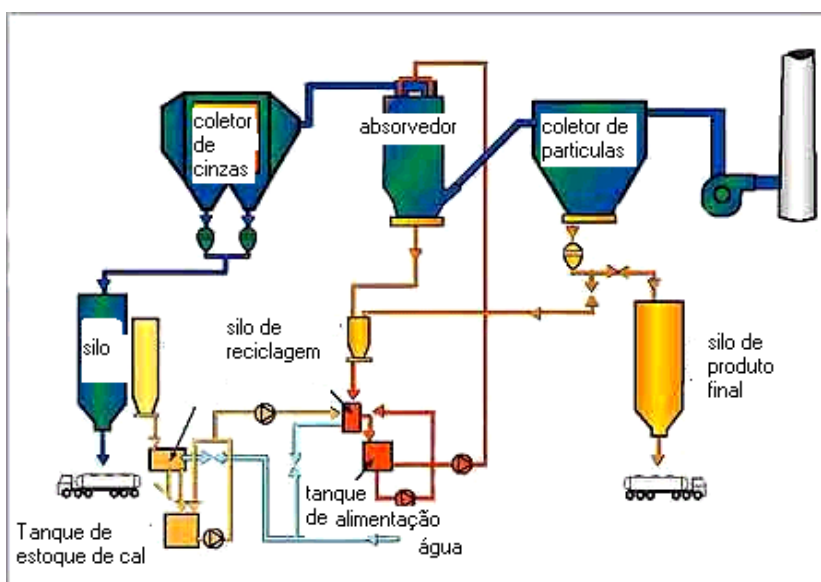 coletor
de
cinzas
absorvedor
coletor de
particulas
silo
silo de
reciclagem
silo de
produto
final
tanque
de alimentação
Tanque de
estoque de cal
água